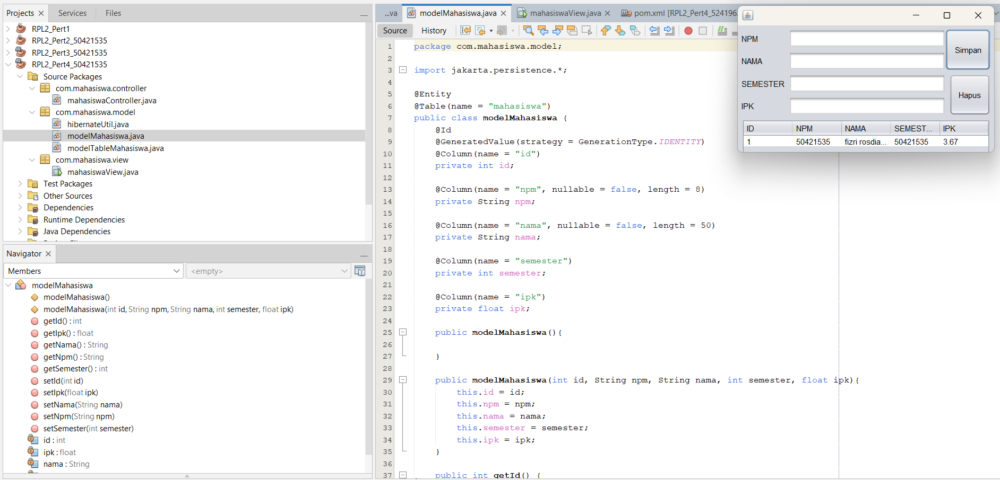 Projects Services Files
RPL2_Pert1
RPL2_Pert2_50421535
RPL2_Pert3_50421535
RPL2_Pert4_50421535
Source Packages
com.mahasiswa.controller
mahasiswaController.java
com.mahasiswa.model
hibernateUtil.java
modelMahasiswa.java
modelTableMahasiswa.java
com.mahasiswa.view
mahasiswaView.java
Test Packages
Other Sources
Dependencies
Runtime Dependencies
Java Dependencies
Navigator
Members <empty>
modelMahasiswa
modelMahasiswa()
modelMahasiswa(int id, String npm, String nama, int semester, float ipk)
getId() : int
getIpk() : float
getNama() : String
getNpm() : String
getSemester() : int
setId(int id)
setIpk(float ipk)
setNama(String nama)
setNpm(String npm)
setSemester(int semester)
id : int
ipk : float
nama : String
...va modelMahasiswa.java mahasiswaView.java pom.xml [RPL2_Pert4_524196
Source History
1 package com.mahasiswa.model;
2
3 import jakarta.persistence.*;
4
5 @Entity
6 @Table(name = "mahasiswa")
7 public class modelMahasiswa {
8 @Id
9 @GeneratedValue(strategy = GenerationType.IDENTITY)
10 @Column(name = "id")
11 private int id;
12
13 @Column(name = "npm", nullable = false, length = 8)
14 private String npm;
15
16 @Column(name = "nama", nullable = false, length = 50)
17 private String nama;
18
19 @Column(name = "semester")
20 private int semester;
21
22 @Column(name = "ipk")
23 private float ipk;
24
25 public modelMahasiswa(){
26
27 }
28
29 public modelMahasiswa(int id, String npm, String nama, int semester, float ipk){
30 this.id = id;
31 this.npm = npm;
32 this.nama = nama;
33 this.semester = semester;
34 this.ipk = ipk;
35 }
36
37 public int getId() {
NPM
Simpan
NAMA
SEMESTER
Hapus
IPK
ID NPM NAMA SEMEST... IPK
1 50421535 fizri rosdia... 50421535 3.67